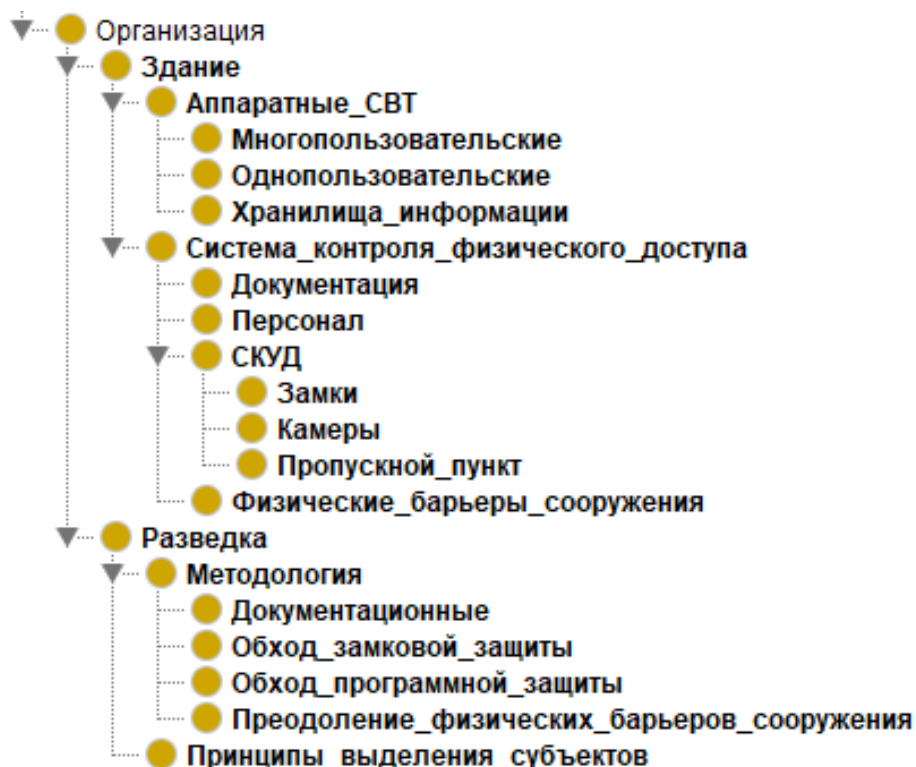 Организация
Здание
Аппаратные_СВТ
Многопользовательские
Однопользовательские
Хранилища_информации
Система_контроля_физического_доступа
Документация
Персонал
СКУД
Замки
Камеры
Пропускной_пункт
Физические_барьеры_сооружения
Разведка
Методология
Документационные
Обход_замковой_защиты
Обход_программной_защиты
Преодоление_физических_барьеров_сооружения
Принципы_выделения_субъектов